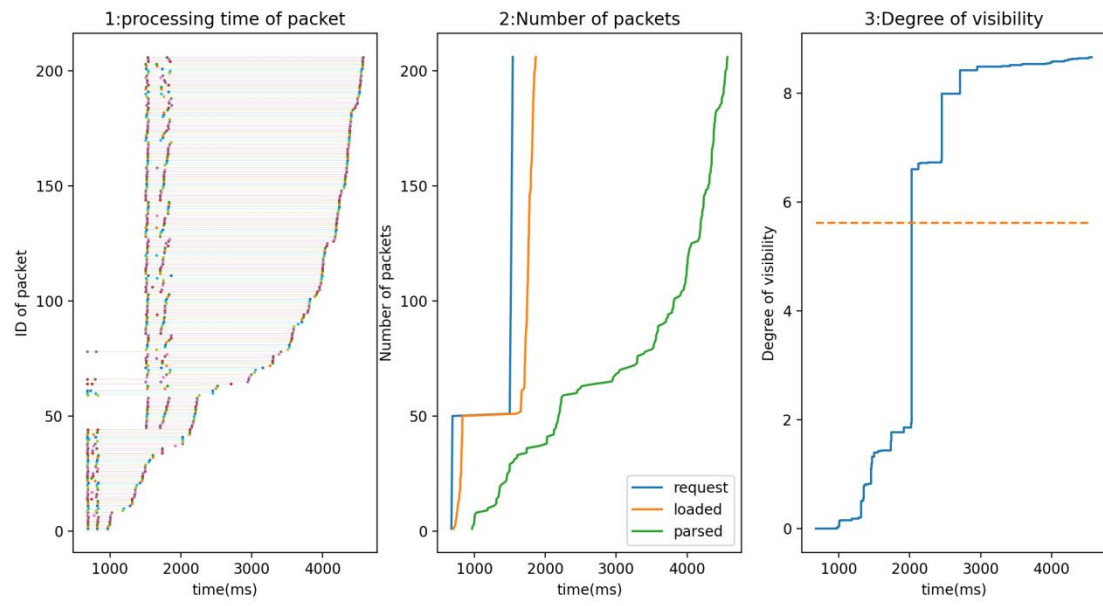 1:processing time of packet
ID of packet
200
150
100
50
0
1000 2000 3000 4000
time(ms)
2:Number of packets
Number of packets
200
150
100
50
0
request
loaded
parsed
1000 2000 3000 4000
time(ms)
3:Degree of visibility
Degree of visibility
8
6
4
2
0
1000 2000 3000 4000
time(ms)